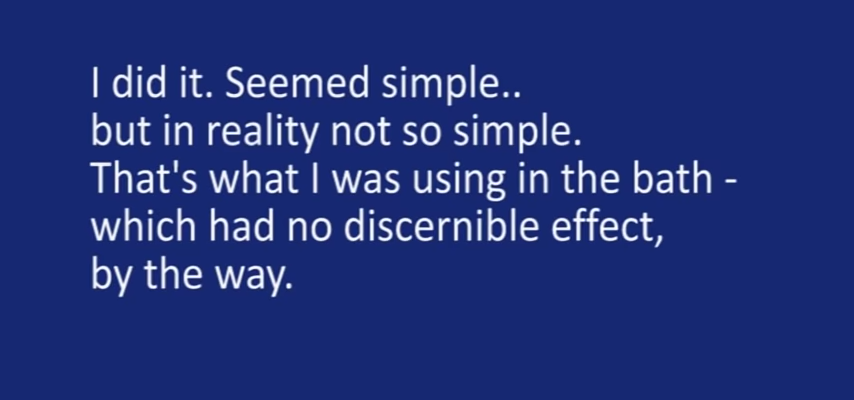 I did it. Seemed simple..
but in reality not so simple.
That's what I was using in the bath -
which had no discernible effect,
by the way.